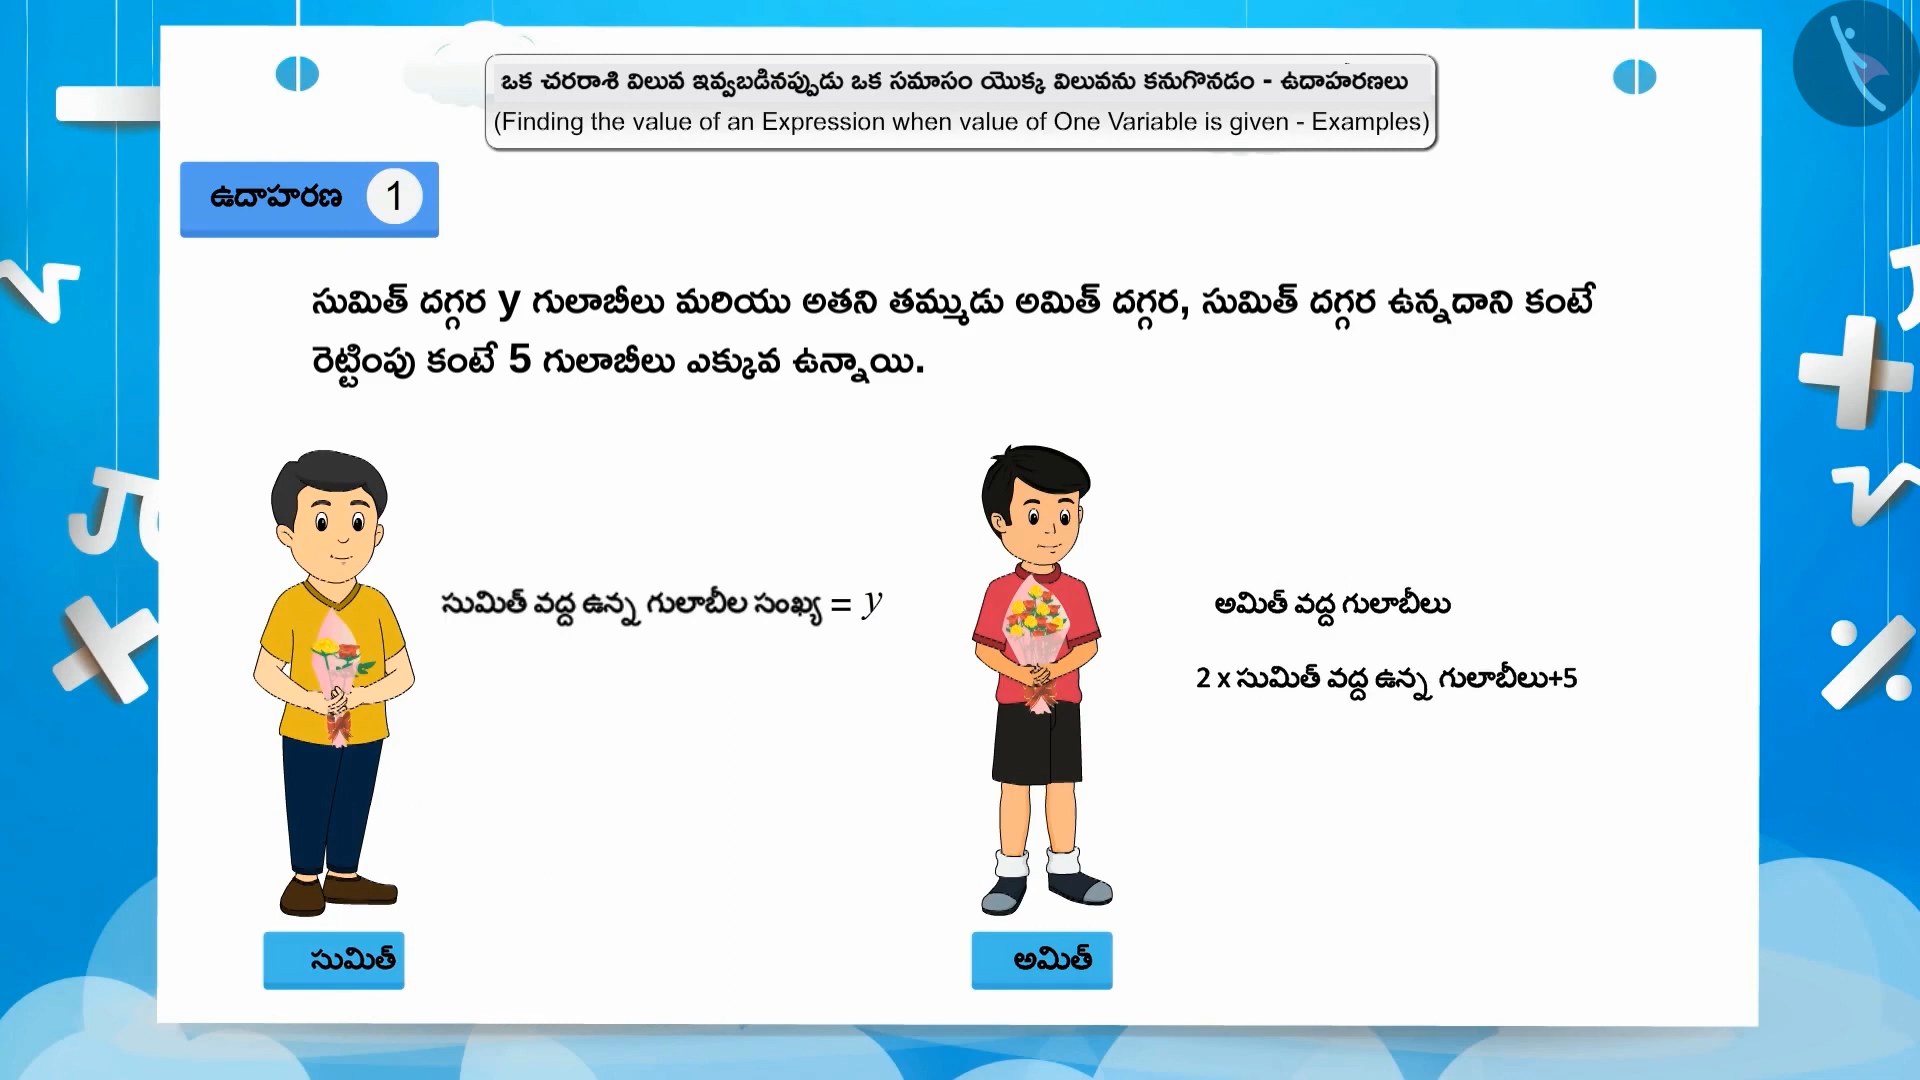 ఒక చరరాశి విలువ ఇవ్వబడినప్పుడు ఒక సమాసం యొక్క విలువను కనుగొనడం - ఉదాహరణలు
(Finding the value of an Expression when value of One Variable is given - Examples)
ఉదాహరణ 1
సుమిత్ దగ్గర y గులాబీలు మరియు అతని తమ్ముడు అమిత్ దగ్గర, సుమిత్ దగ్గర ఉన్నదాని కంటే
రెట్టింపు కంటే 5 గులాబీలు ఎక్కువ ఉన్నాయి.
సుమిత్ వద్ద ఉన్న గులాబీల సంఖ్య = y
అమిత్ వద్ద గులాబీలు
2 x సుమిత్ వద్ద ఉన్న గులాబీలు+5
సుమిత్
అమిత్